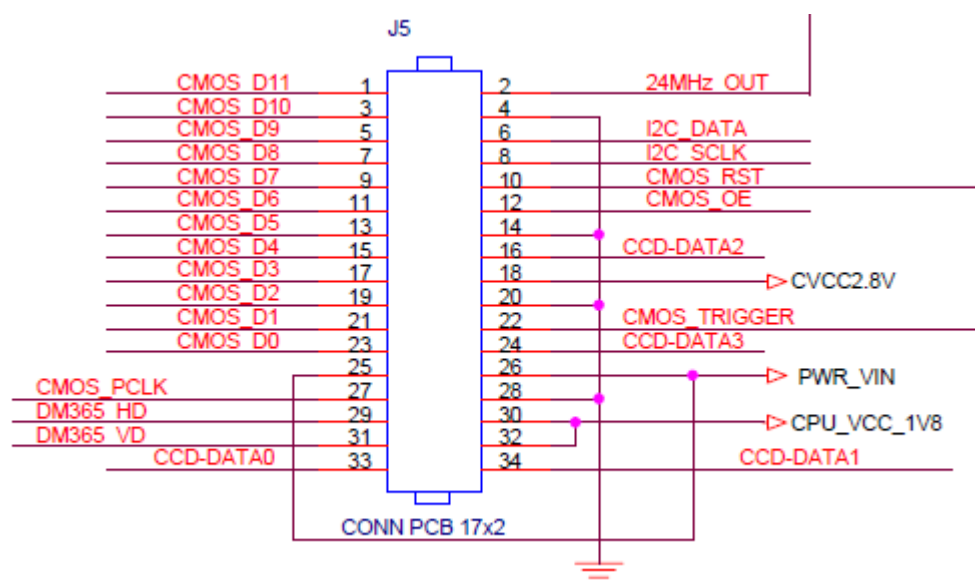 J5
CMOS_D11 1 2 24MHz_OUT
CMOS_D10 3 4
CMOS_D9 5 6 I2C_DATA
CMOS_D8 7 8 I2C_SCLK
CMOS_D7 9 10 CMOS_RST
CMOS_D6 11 12 CMOS_OE
CMOS_D5 13 14
CMOS_D4 15 16 CCD-DATA2
CMOS_D3 17 18 CVCC2.8V
CMOS_D2 19 20
CMOS_D1 21 22 CMOS_TRIGGER
CMOS_D0 23 24 CCD-DATA3
25 26 PWR_VIN
CMOS_PCLK 27 28
DM365_HD 29 30 CPU_VCC_1V8
DM365_VD 31 32
CCD-DATA0 33 34 CCD-DATA1
CONN PCB 17x2